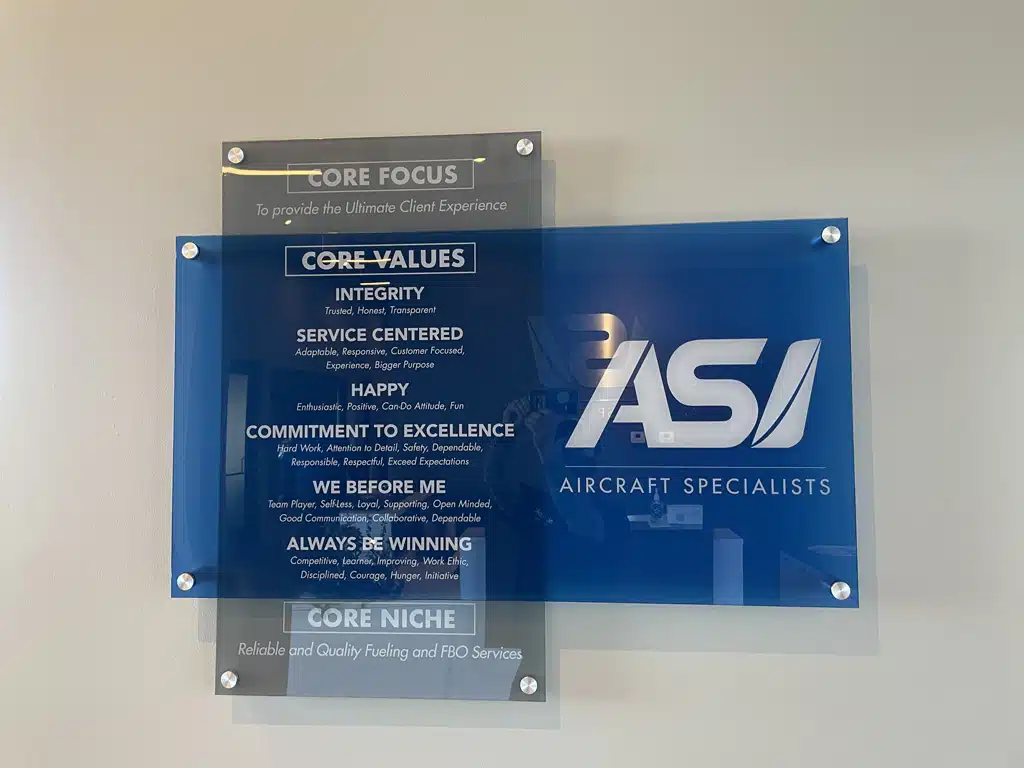 CORE FOCUS
To provide the Ultimate Client Experience
CORE VALUES
INTEGRITY
Trusted, Honest, Transparent
SERVICE CENTERED
Adaptable, Responsive, Customer Focused,
Experience, Bigger Purpose
HAPPY
Enthusiastic, Positive, Can-Do Attitude, Fun
COMMITMENT TO EXCELLENCE
Hard Work, Attention to Detail, Safety, Dependable,
Responsible, Respectful, Exceed Expectations
WE BEFORE ME
Team Player, Self-Less, Loyal, Supporting, Open Minded,
Good Communication, Collaborative, Dependable
ALWAYS BE WINNING
Competitive, Learner, Improving, Work Ethic,
Disciplined, Courage, Hunger, Initiative
CORE NICHE
Reliable and Quality Fueling and FBO Services
ASI
AIRCRAFT SPECIALISTS